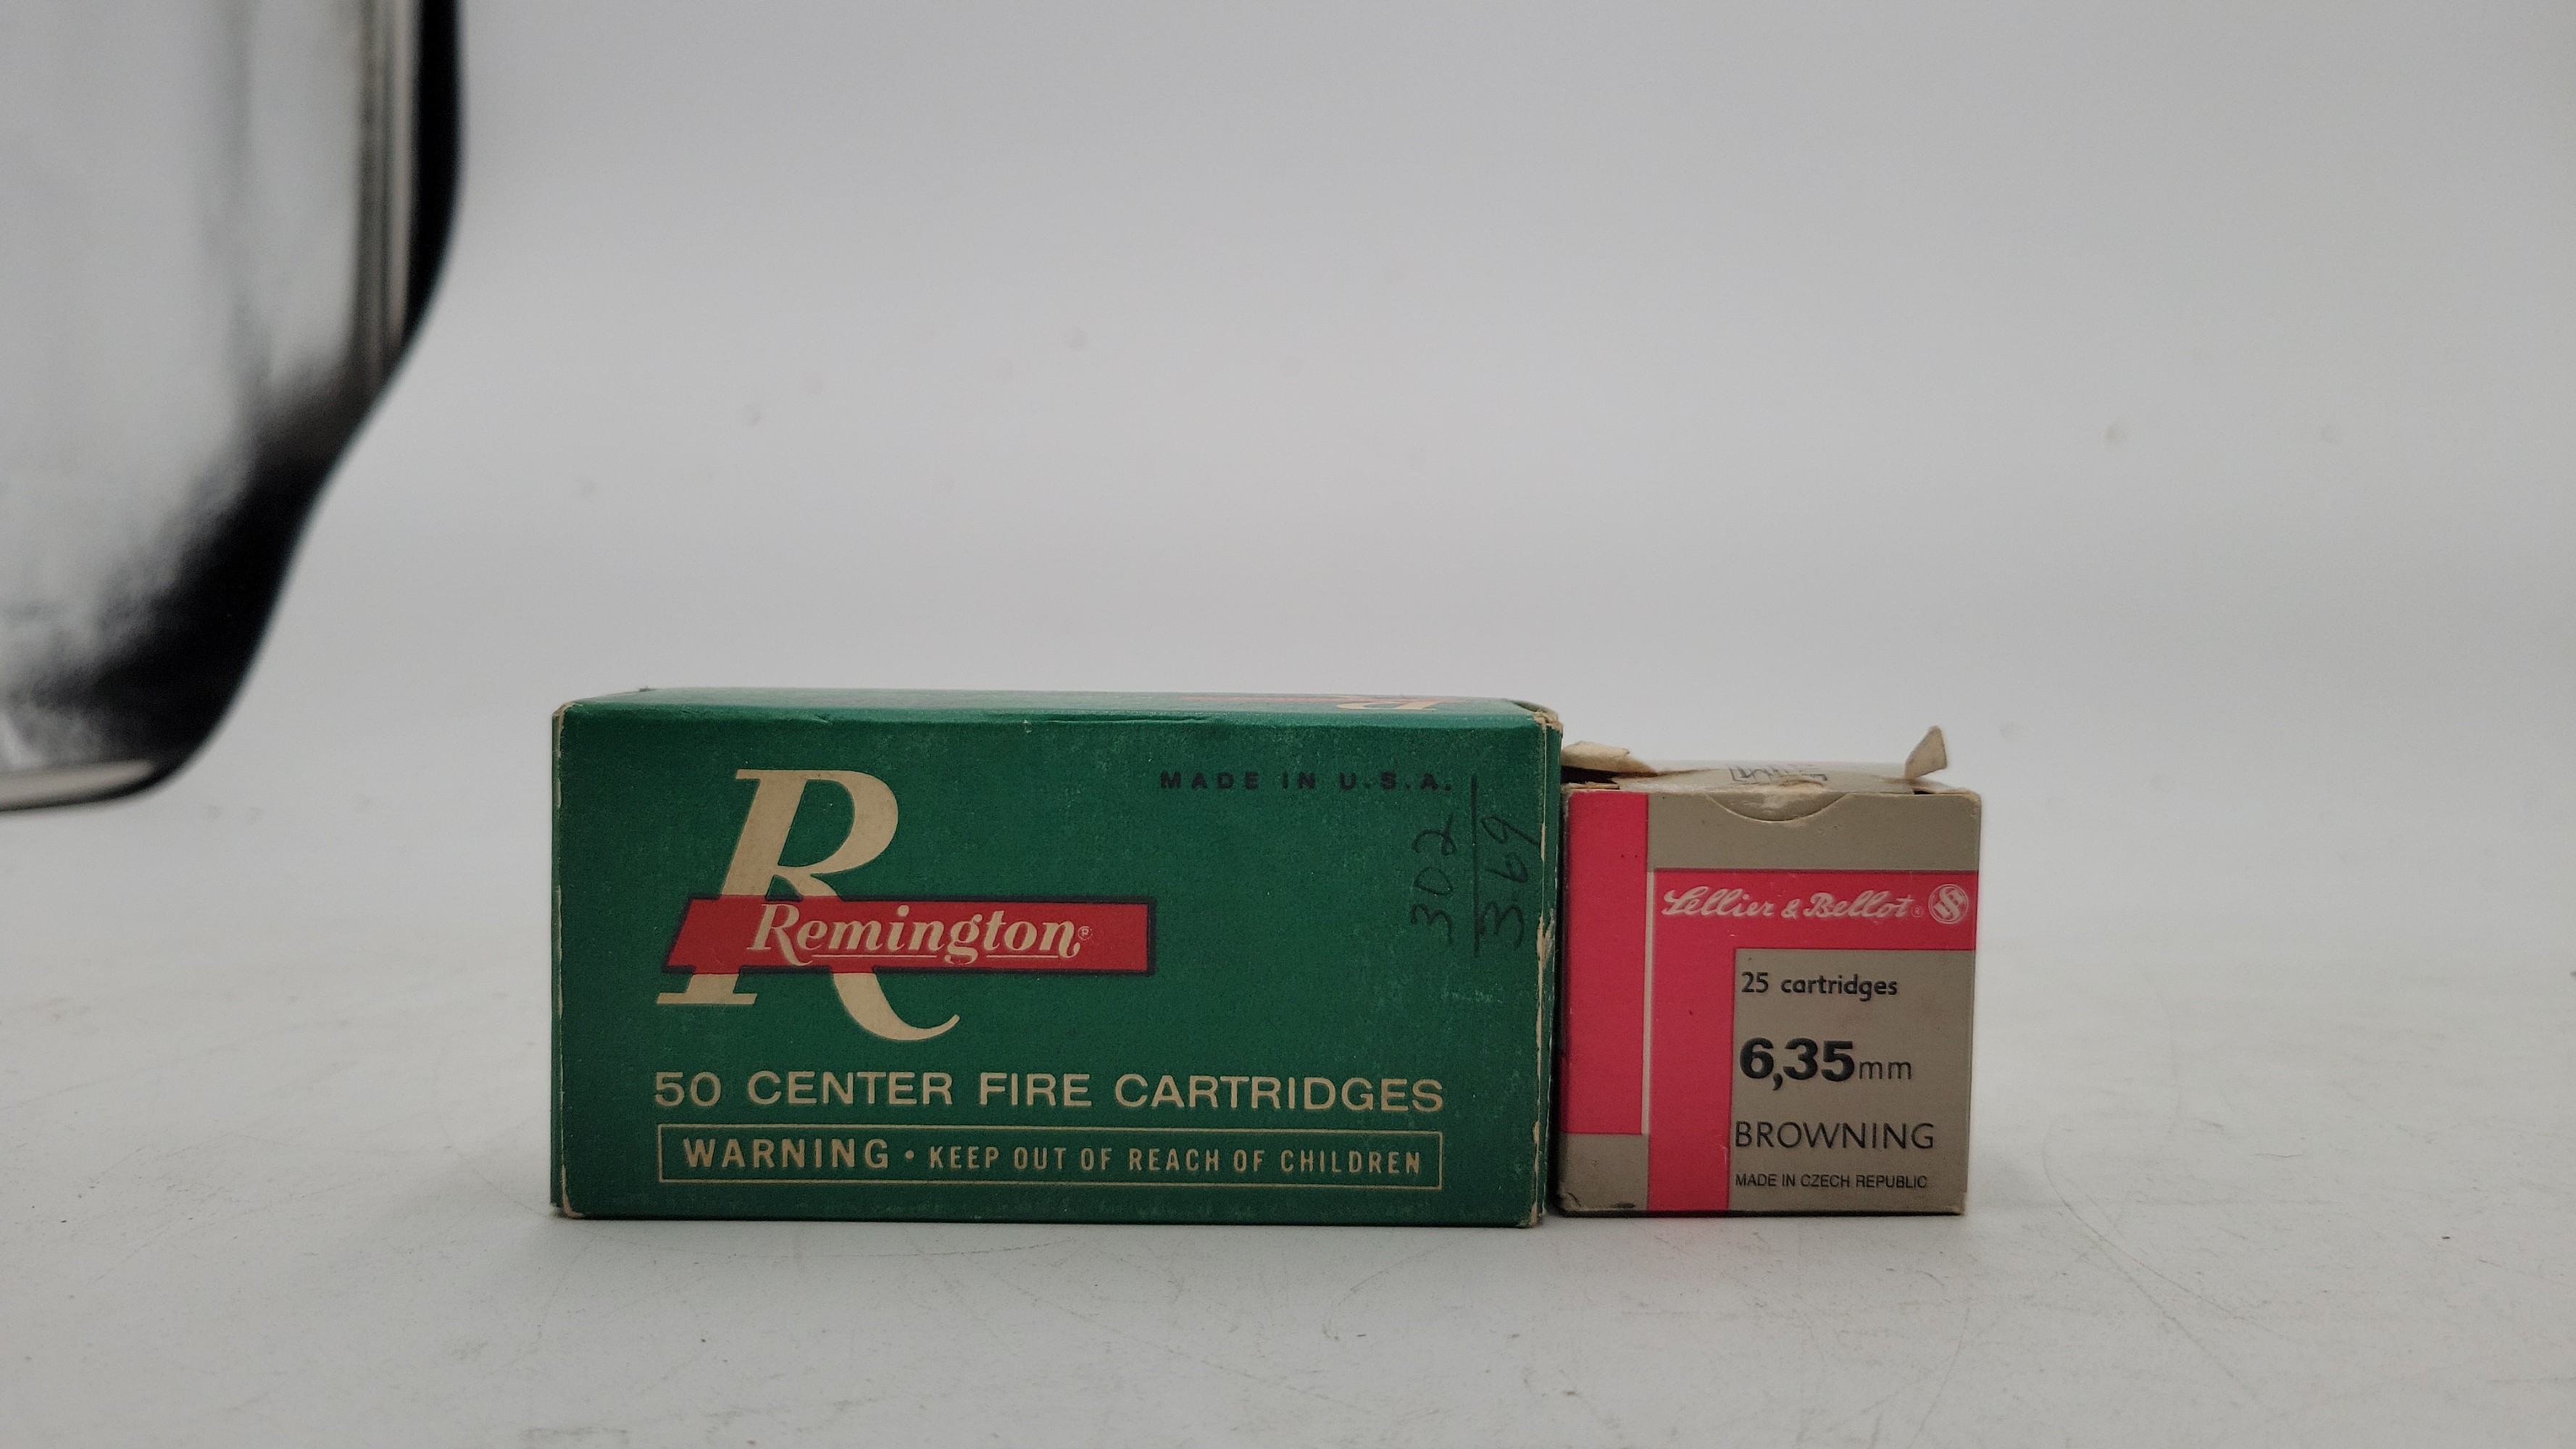 MADE IN U.S.A.
R
Remington®
302
369
50 CENTER FIRE CARTRIDGES
WARNING • KEEP OUT OF REACH OF CHILDREN
Sellier & Bellot®
25 cartridges
6,35mm
BROWNING
MADE IN CZECH REPUBLIC